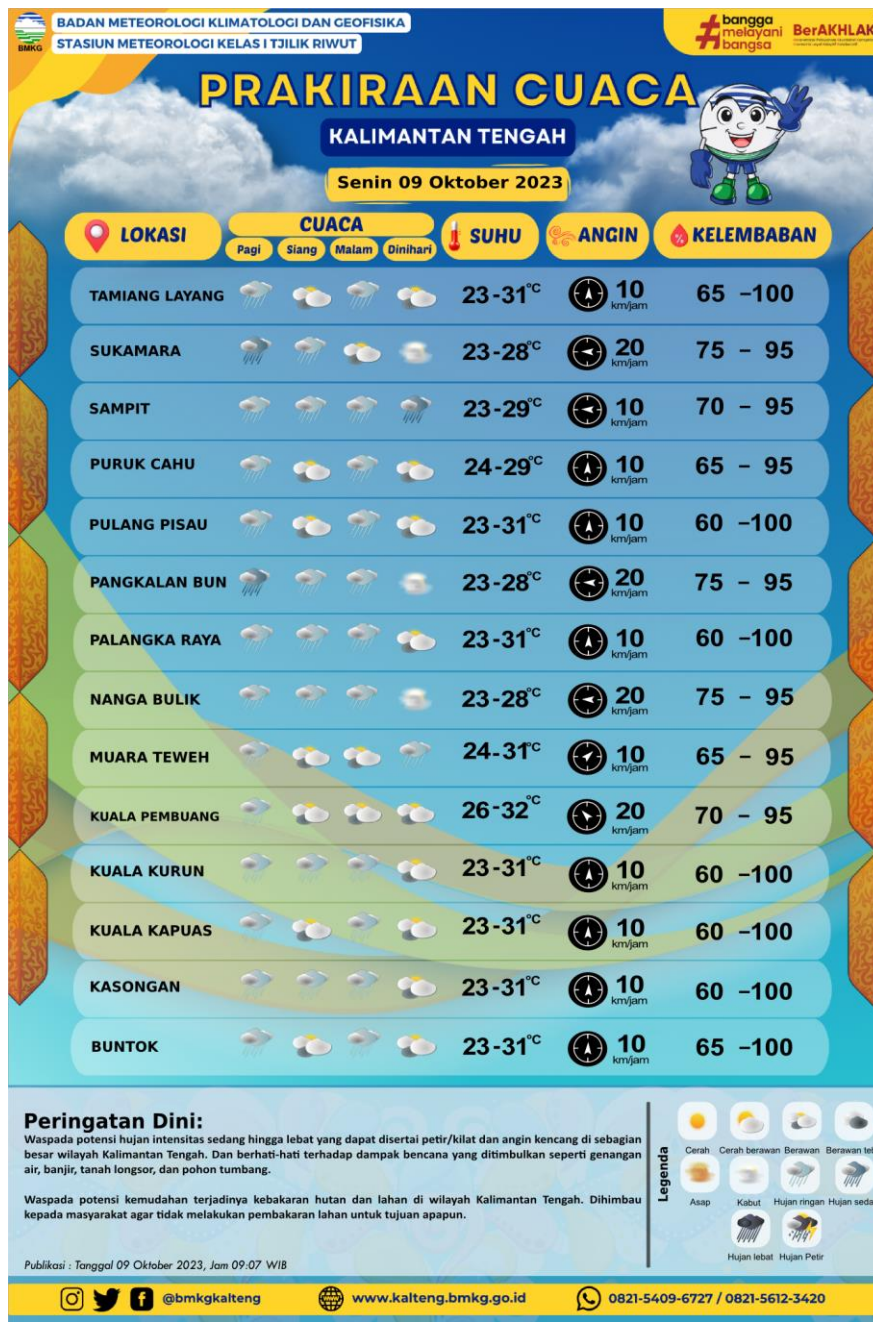 BADAN METEOROLOGI KLIMATOLOGI DAN GEOFISIKA
STASIUN METEOROLOGI KELAS I TJILIK RIWUT
BMKG
#bangga melayani bangsa
BerAKHLAK
PRAKIRAAN CUACA
KALIMANTAN TENGAH
Senin 09 Oktober 2023
LOKASI CUACA SUHU ANGIN % KELEMBABAN
Pagi Siang Malam Dinihari
TAMIANG LAYANG 23-31°C 10 km/jam 65 –100
SUKAMARA 23-28°C 20 km/jam 75 – 95
SAMPIT 23-29°C 10 km/jam 70 – 95
PURUK CAHU 24-29°C 10 km/jam 65 – 95
PULANG PISAU 23-31°C 10 km/jam 60 –100
PANGKALAN BUN 23-28°C 20 km/jam 75 – 95
PALANGKA RAYA 23-31°C 10 km/jam 60 –100
NANGA BULIK 23-28°C 20 km/jam 75 – 95
MUARA TEWEH 24-31°C 10 km/jam 65 – 95
KUALA PEMBUANG 26-32°C 20 km/jam 70 – 95
KUALA KURUN 23-31°C 10 km/jam 60 –100
KUALA KAPUAS 23-31°C 10 km/jam 60 –100
KASONGAN 23-31°C 10 km/jam 60 –100
BUNTOK 23-31°C 10 km/jam 65 –100
Peringatan Dini:
Waspada potensi hujan intensitas sedang hingga lebat yang dapat disertai petir/kilat dan angin kencang di sebagian
besar wilayah Kalimantan Tengah. Dan berhati-hati terhadap dampak bencana yang ditimbulkan seperti genangan
air, banjir, tanah longsor, dan pohon tumbang.
Waspada potensi kemudahan terjadinya kebakaran hutan dan lahan di wilayah Kalimantan Tengah. Dihimbau
kepada masyarakat agar tidak melakukan pembakaran lahan untuk tujuan apapun.
Publikasi : Tanggal 09 Oktober 2023, Jam 09:07 WIB
Legenda
Cerah Cerah berawan Berawan Berawan teb
Asap Kabut Hujan ringan Hujan seda
Hujan lebat Hujan Petir
@bmkgkalteng www.kalteng.bmkg.go.id 0821-5409-6727 / 0821-5612-3420